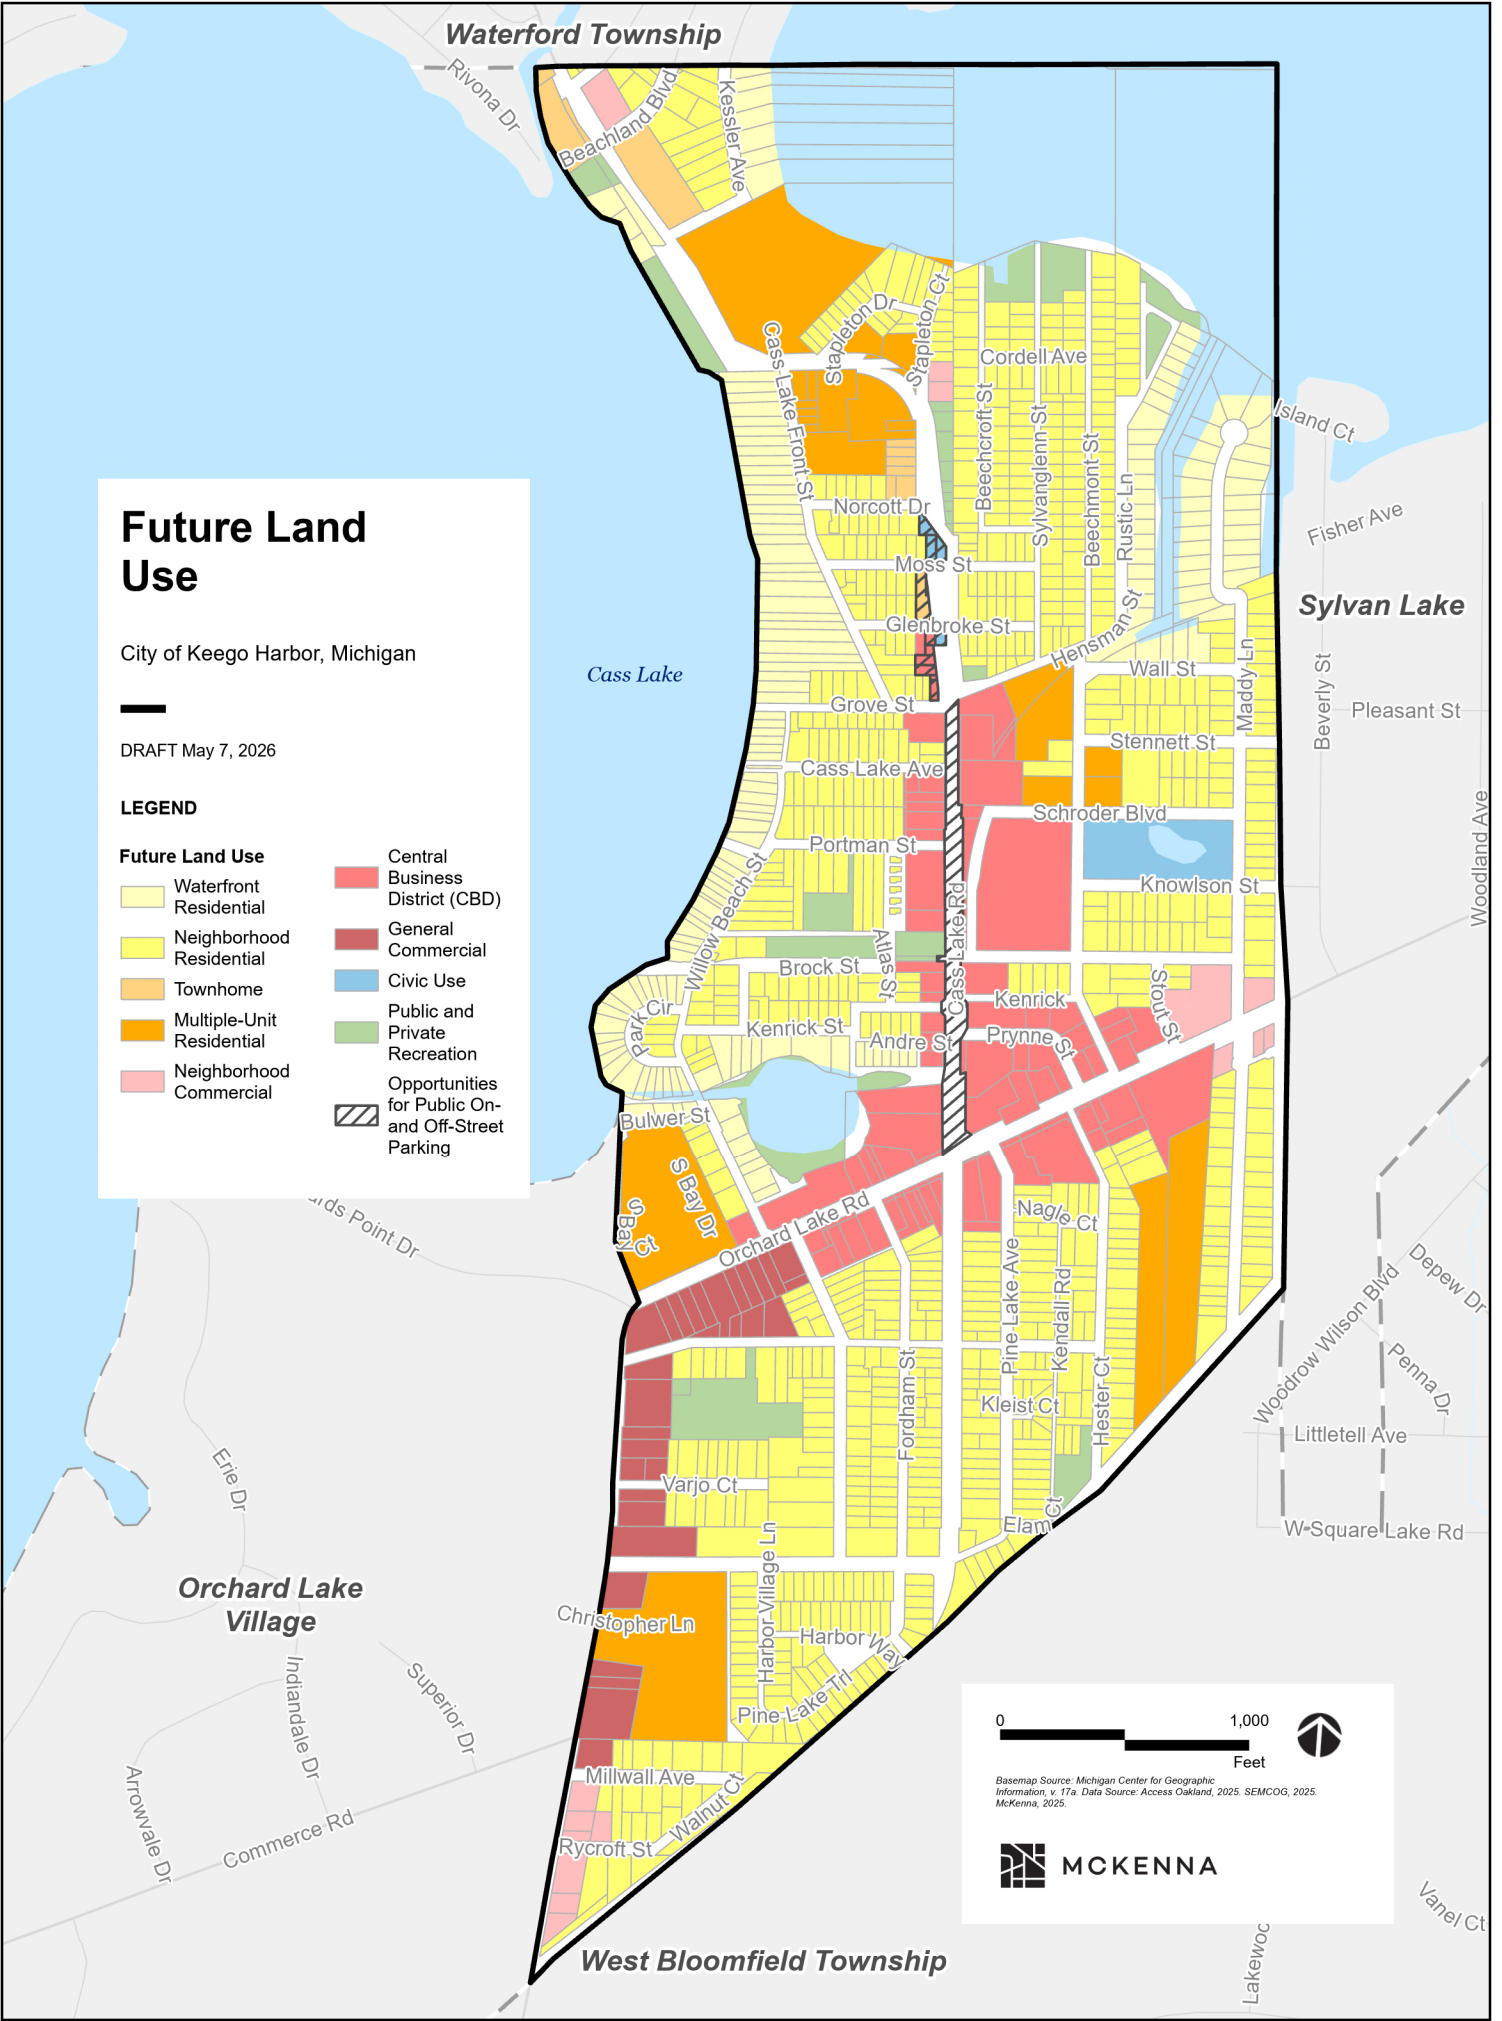 Waterford Township
Rivona Dr
Beachland Blvd
Kessler Ave
Stapleton Dr
Stapleton Ct
Cass Lake Front St
Cordell Ave
Beechcroft St
Sylvanglenn St
Beechmont St
Rustic Ln
Island Ct
Fisher Ave
Norcott Dr
Moss St
Glenbroke St
Hensman St
Sylvan Lake
Wall St
Maddy Ln
Beverly St
Pleasant St
Grove St
Stennett St
Cass Lake
Cass Lake Ave
Schroder Blvd
Portman St
Knowlson St
Woodland Ave
Willow Beach St
Atlas St
Cass Lake Rd
Brock St
Stout St
Kenrick
Park Cir
Kenrick St
Andre St
Prynne St
Bulwer St
S Bay Dr
S
Bay
Ct
Orchard Lake Rd
Nagle Ct
Pine Lake Ave
Kendall Rd
Hester Ct
Fordham St
Kleist Ct
Woodrow Wilson Blvd
Depew Dr
Penna Dr
Littletell Ave
W Square Lake Rd
Varjo Ct
Elam Ct
Harbor Village Ln
Christopher Ln
Harbor Way
Pine Lake Trl
Millwall Ave
Walnut Ct
Rycroft St
ards Point Dr
Erie Dr
Orchard Lake
Village
Indiandale Dr
Superior Dr
Arrowvale Dr
Commerce Rd
West Bloomfield Township
Vanel Ct
Lakewoo
Future Land
Use
City of Keego Harbor, Michigan
DRAFT May 7, 2026
LEGEND
Future Land Use
Waterfront
Residential
Neighborhood
Residential
Townhome
Multiple-Unit
Residential
Neighborhood
Commercial
Central
Business
District (CBD)
General
Commercial
Civic Use
Public and
Private
Recreation
Opportunities
for Public On-
and Off-Street
Parking
0 1,000
Feet
Basemap Source: Michigan Center for Geographic
Information, v. 17a. Data Source: Access Oakland, 2025. SEMCOG, 2025.
McKenna, 2025.
MCKENNA